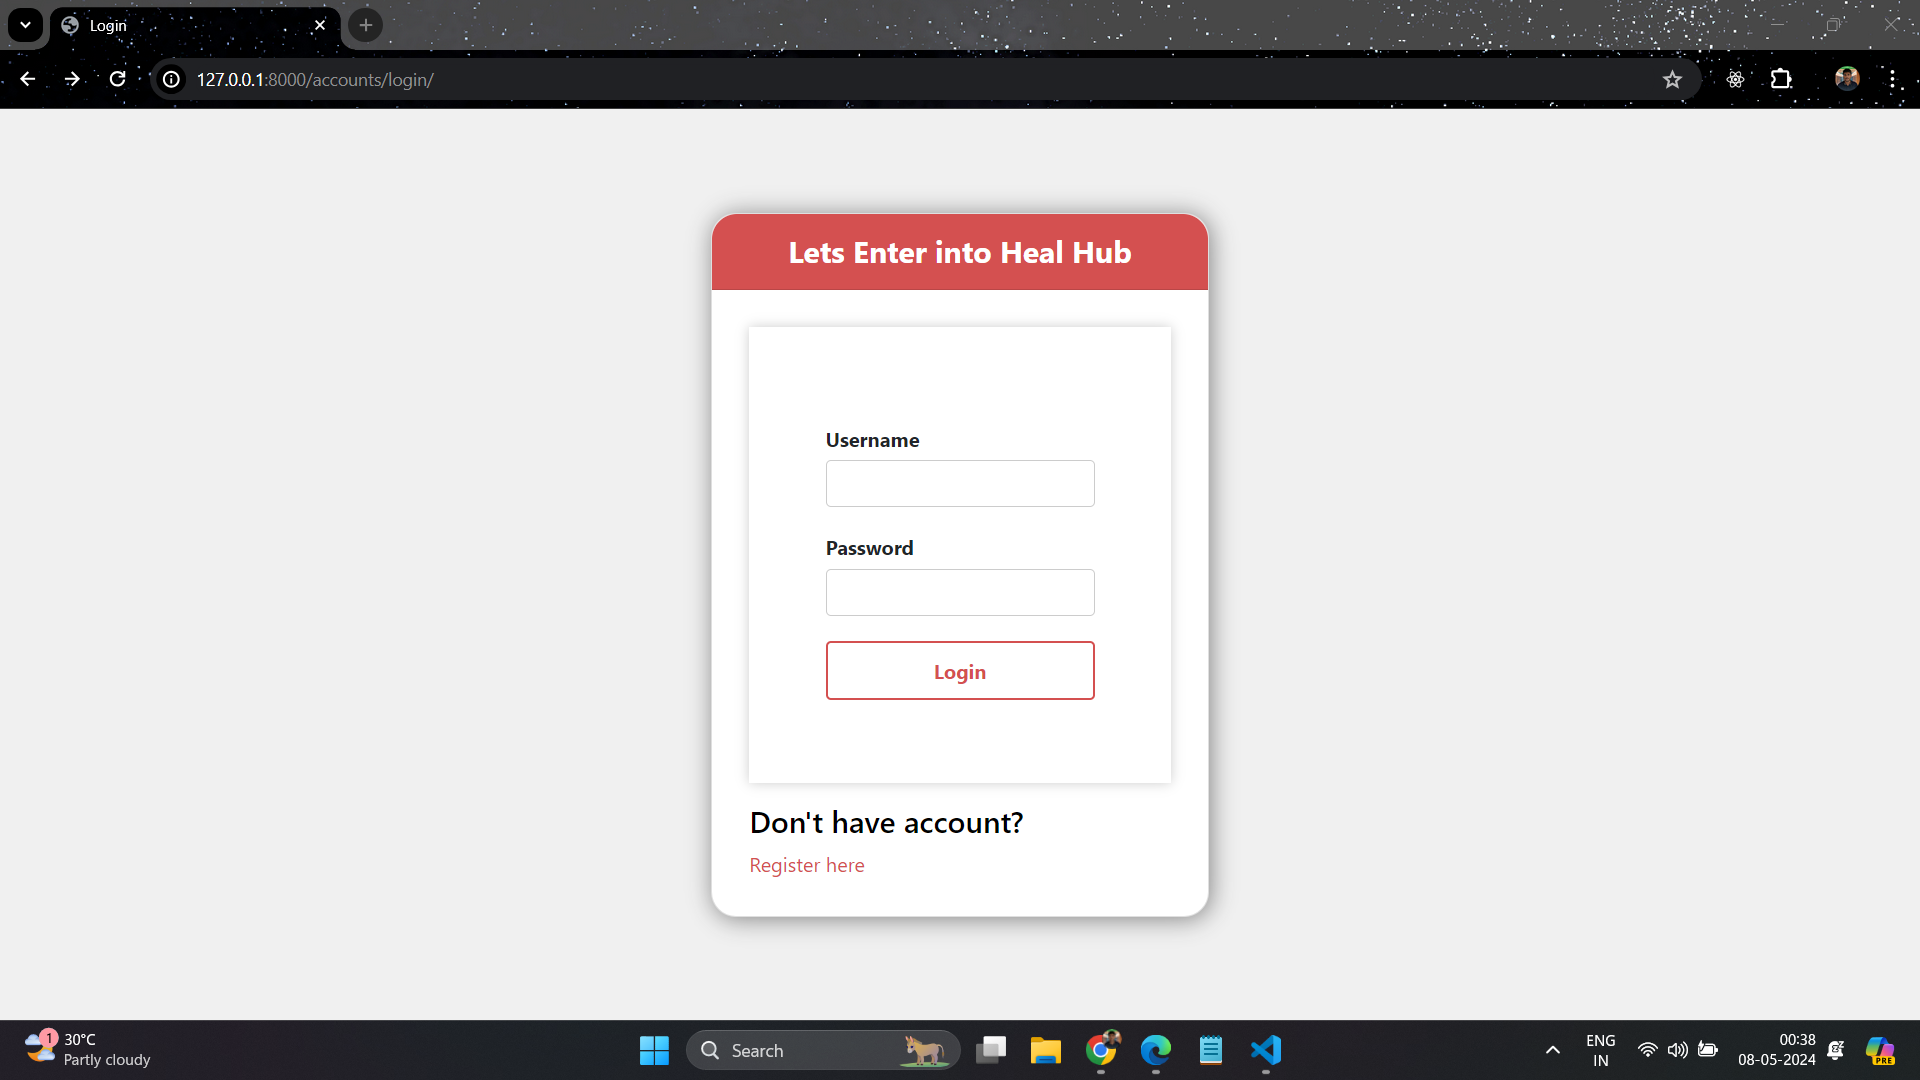 Login
127.0.0.1:8000/accounts/login/
Lets Enter into Heal Hub
Username
Password
Login
Don't have account?
Register here
1
30°C
Partly cloudy
Search
ENG
IN
00:38
08-05-2024
PRE